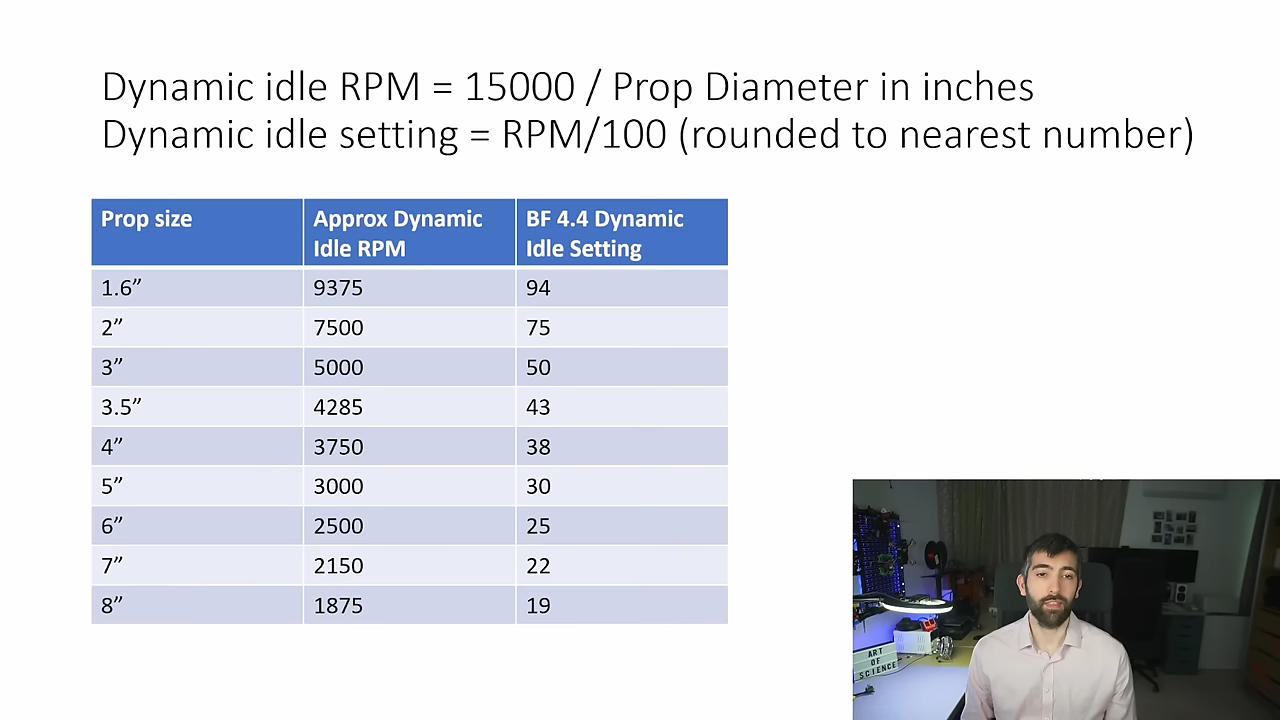 Dynamic idle RPM = 15000 / Prop Diameter in inches
Dynamic idle setting = RPM/100 (rounded to nearest number)
Prop size Approx Dynamic Idle RPM BF 4.4 Dynamic Idle Setting
1.6” 9375 94
2” 7500 75
3” 5000 50
3.5” 4285 43
4” 3750 38
5” 3000 30
6” 2500 25
7” 2150 22
8” 1875 19
ART
OF
SCIENCE